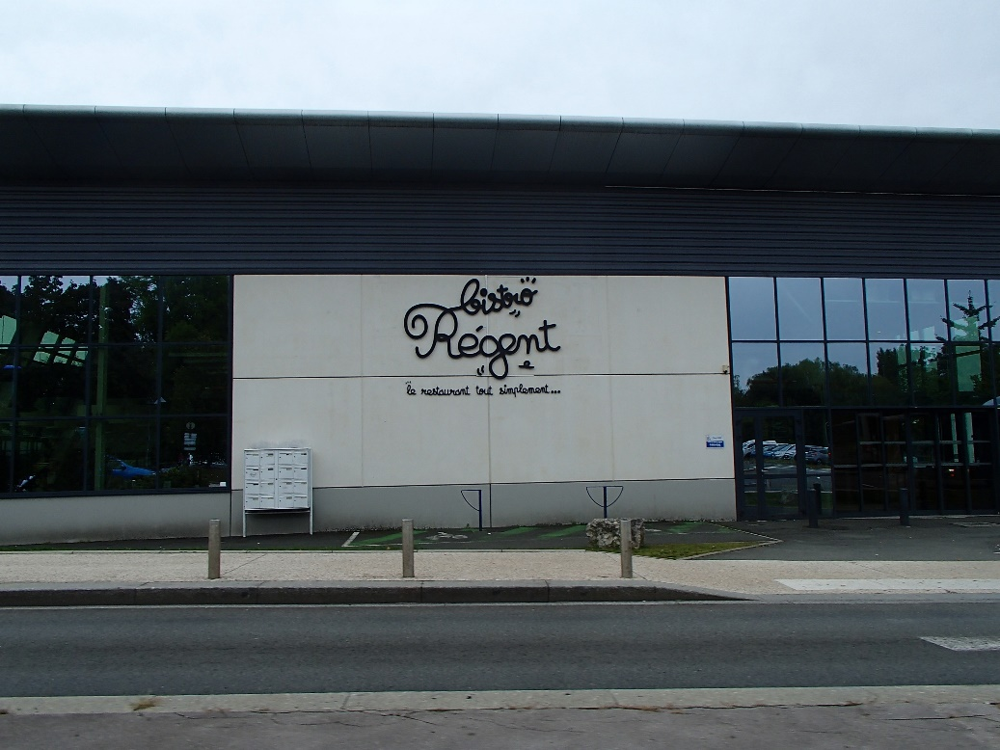 bistro
Régent
le restaurant tout simplement...